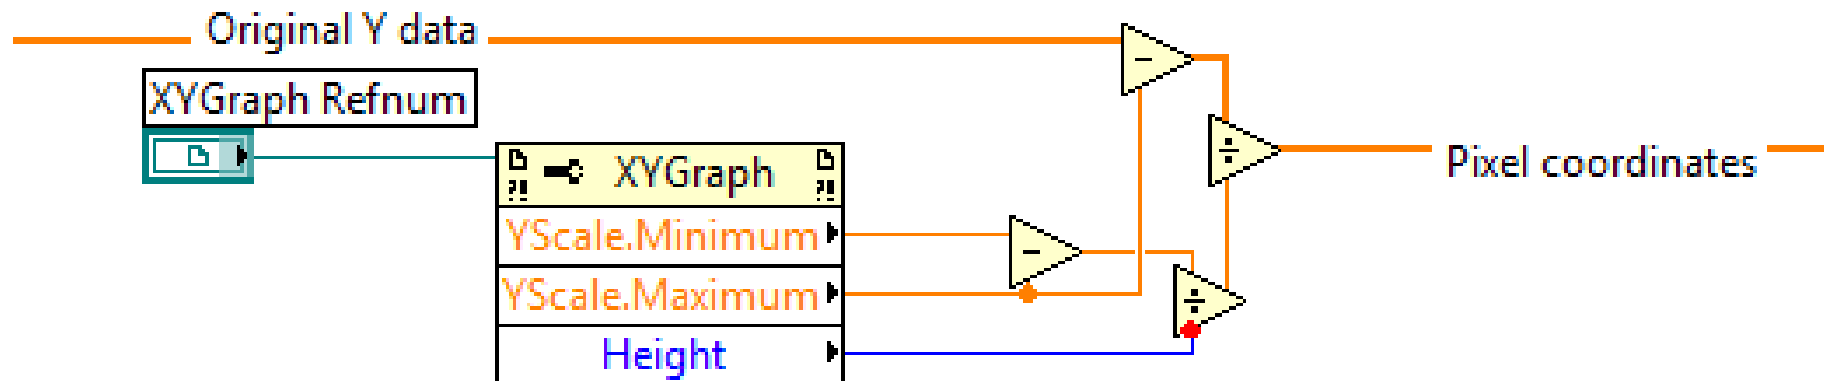 Original Y data
XYGraph Refnum
XYGraph
Pixel coordinates
YScale.Minimum
YScale.Maximum
Height